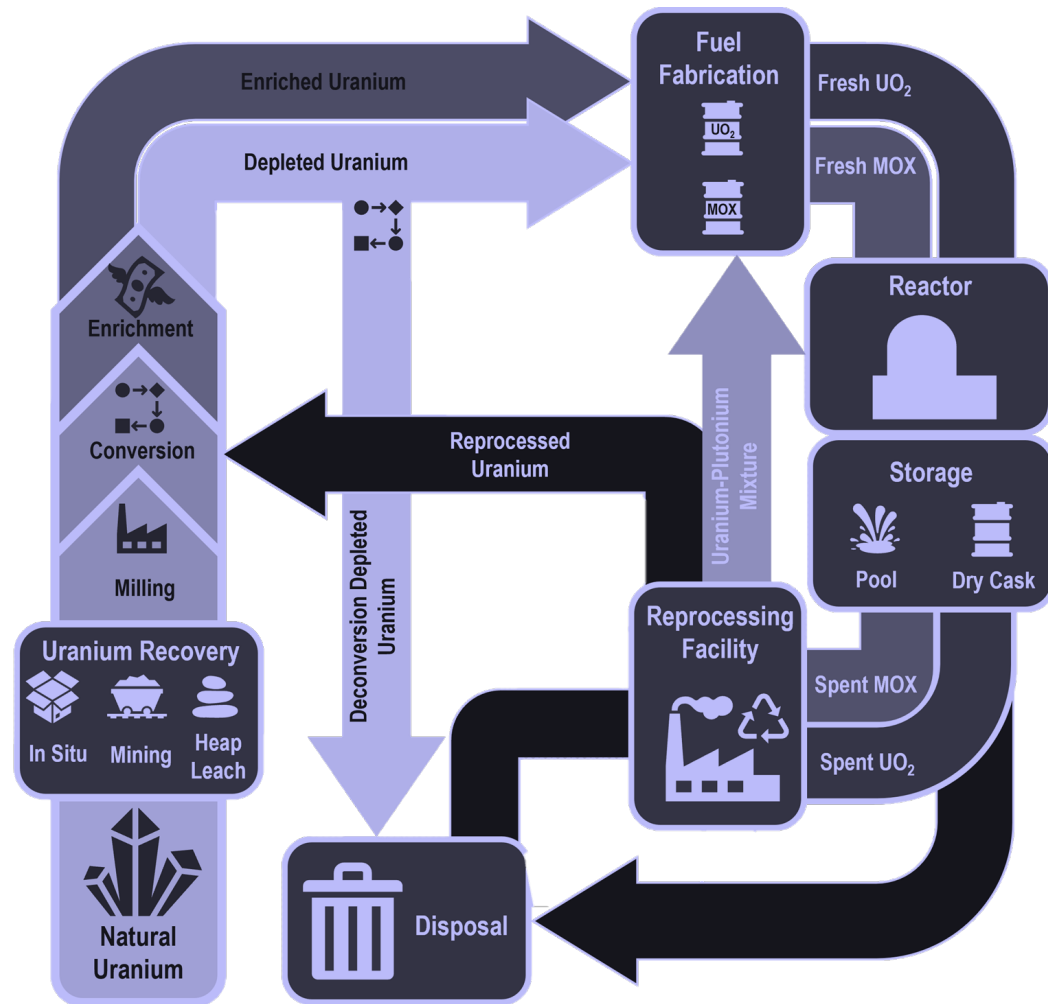 Fuel
Fabrication
UO₂
MOX
Enriched Uranium
Depleted Uranium
Fresh UO₂
Fresh MOX
Reactor
Enrichment
Conversion
Milling
Reprocessed
Uranium
Uranium-Plutonium
Mixture
Deconversion Depleted
Uranium
Storage
Pool
Dry Cask
Reprocessing
Facility
Spent MOX
Spent UO₂
Uranium Recovery
In Situ
Mining
Heap
Leach
Natural
Uranium
Disposal